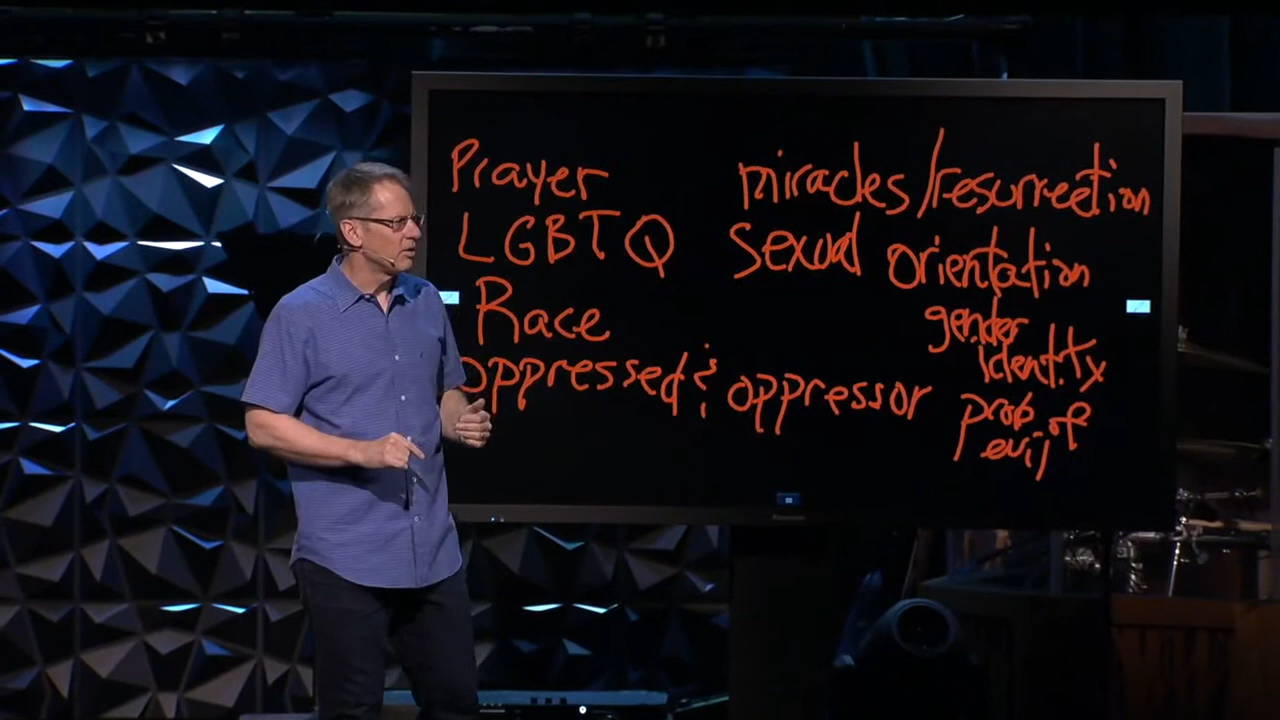 Prayer miracles/resurrection
LGBTQ sexual orientation
Race gender
identity
oppressed & oppressor prob of
evil